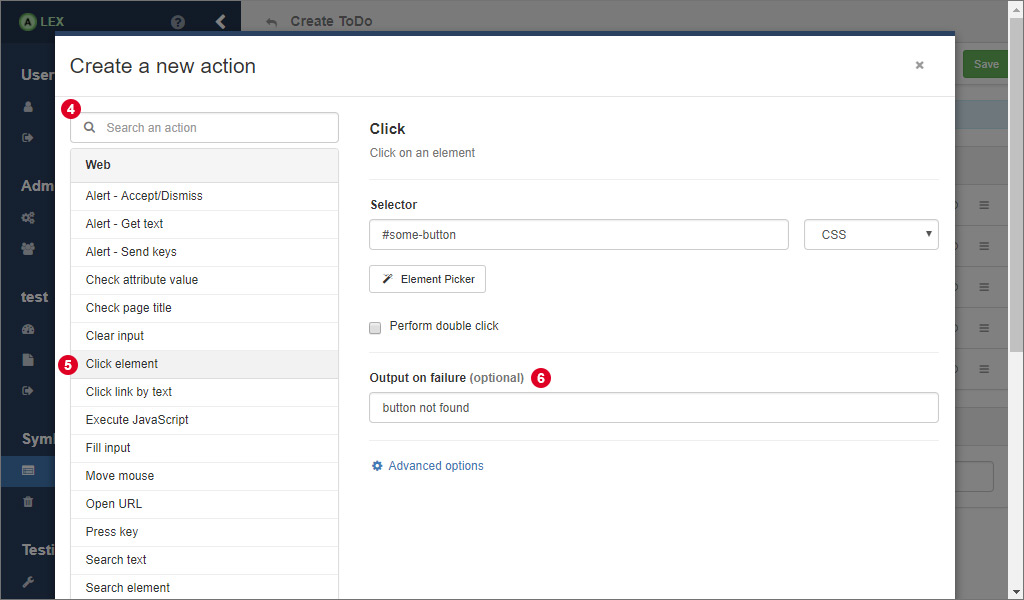 A LEX
?
Create ToDo
User
Save
Create a new action
×
4
Search an action
Click
Click on an element
Web
Adm
Alert - Accept/Dismiss
Selector
Alert - Get text
#some-button
CSS
Alert - Send keys
Check attribute value
Element Picker
test
Check page title
Perform double click
Clear input
5
Click element
Output on failure (optional) 6
Click link by text
button not found
Execute JavaScript
Syml
Fill input
Advanced options
Move mouse
Open URL
Press key
Testi
Search text
Search element